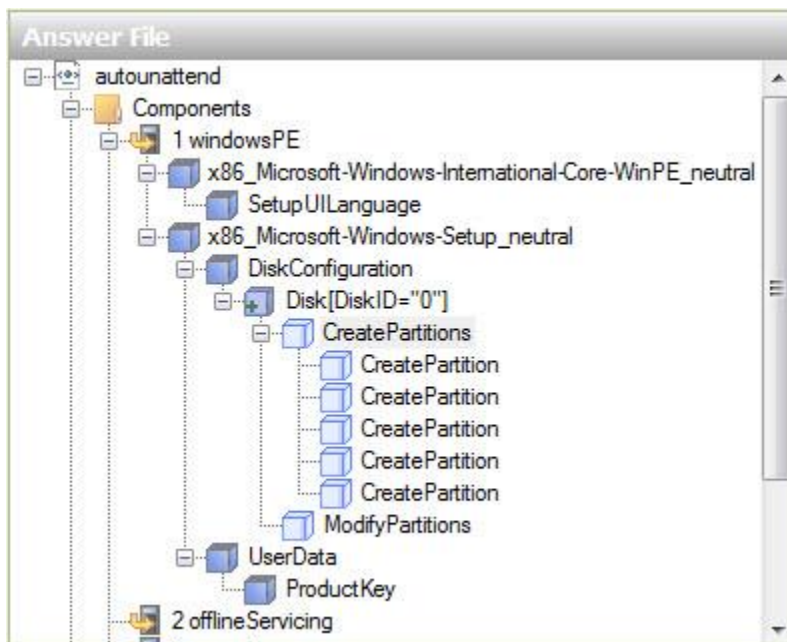 Answer File
autounattend
Components
1 windowsPE
x86_Microsoft-Windows-International-Core-WinPE_neutral
SetupUILanguage
x86_Microsoft-Windows-Setup_neutral
DiskConfiguration
Disk[DiskID="0"]
CreatePartitions
CreatePartition
CreatePartition
CreatePartition
CreatePartition
CreatePartition
ModifyPartitions
UserData
ProductKey
2 offlineServicing